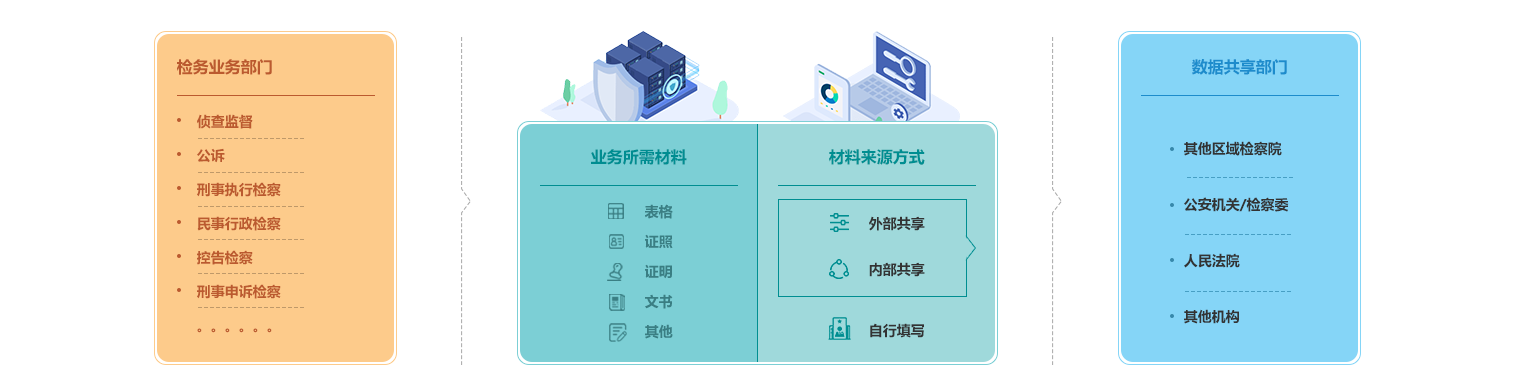 检务业务部门
侦查监督
公诉
刑事执行检察
民事行政检察
控告检察
刑事申诉检察
业务所需材料
表格
证照
证明
文书
其他
材料来源方式
外部共享
内部共享
自行填写
数据共享部门
其他区域检察院
公安机关/检察委
人民法院
其他机构